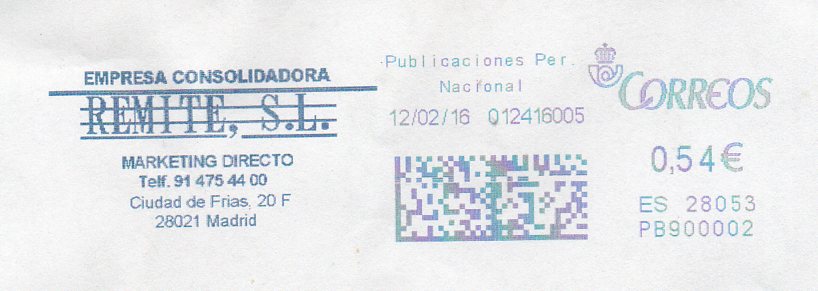 EMPRESA CONSOLIDADORA
REMITE, S.L.
MARKETING DIRECTO
Telf. 91 475 44 00
Ciudad de Frias, 20 F
28021 Madrid
Publicaciones Per.
Nacional
12/02/16 012416005
CORREOS
0,54€
ES 28053
PB900002